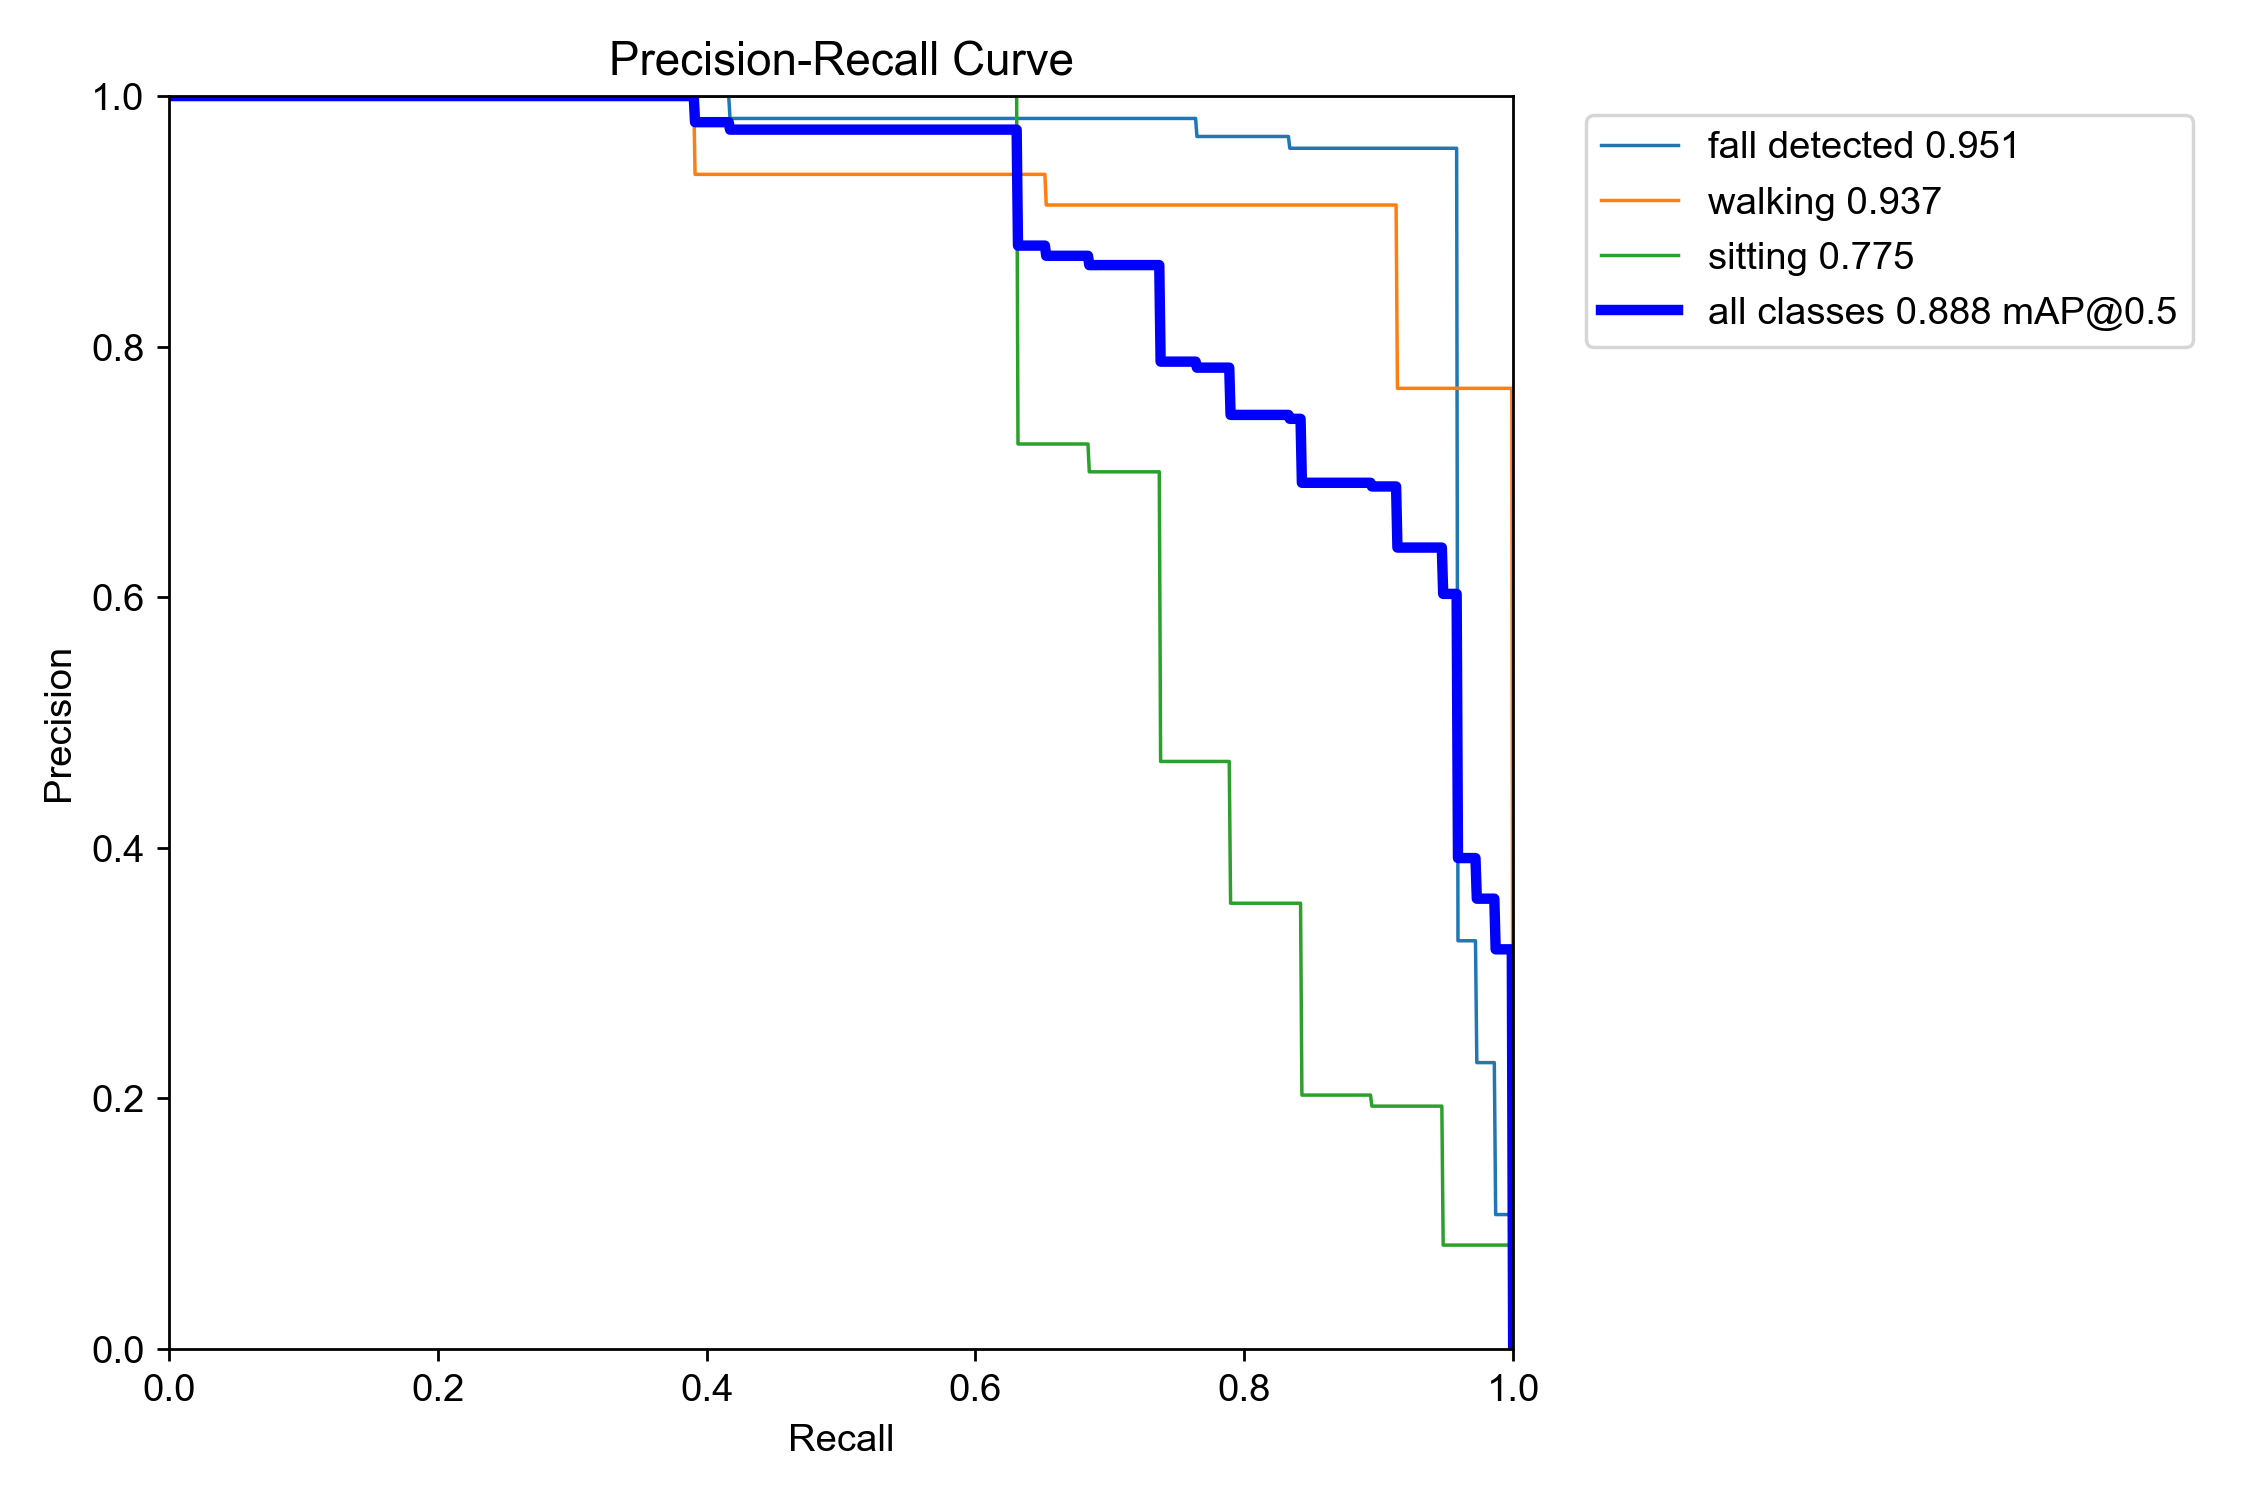 Precision-Recall Curve
1.0
0.8
0.6
0.4
0.2
0.0
Precision
0.0 0.2 0.4 0.6 0.8 1.0
Recall
fall detected 0.951
walking 0.937
sitting 0.775
all classes 0.888 mAP@0.5